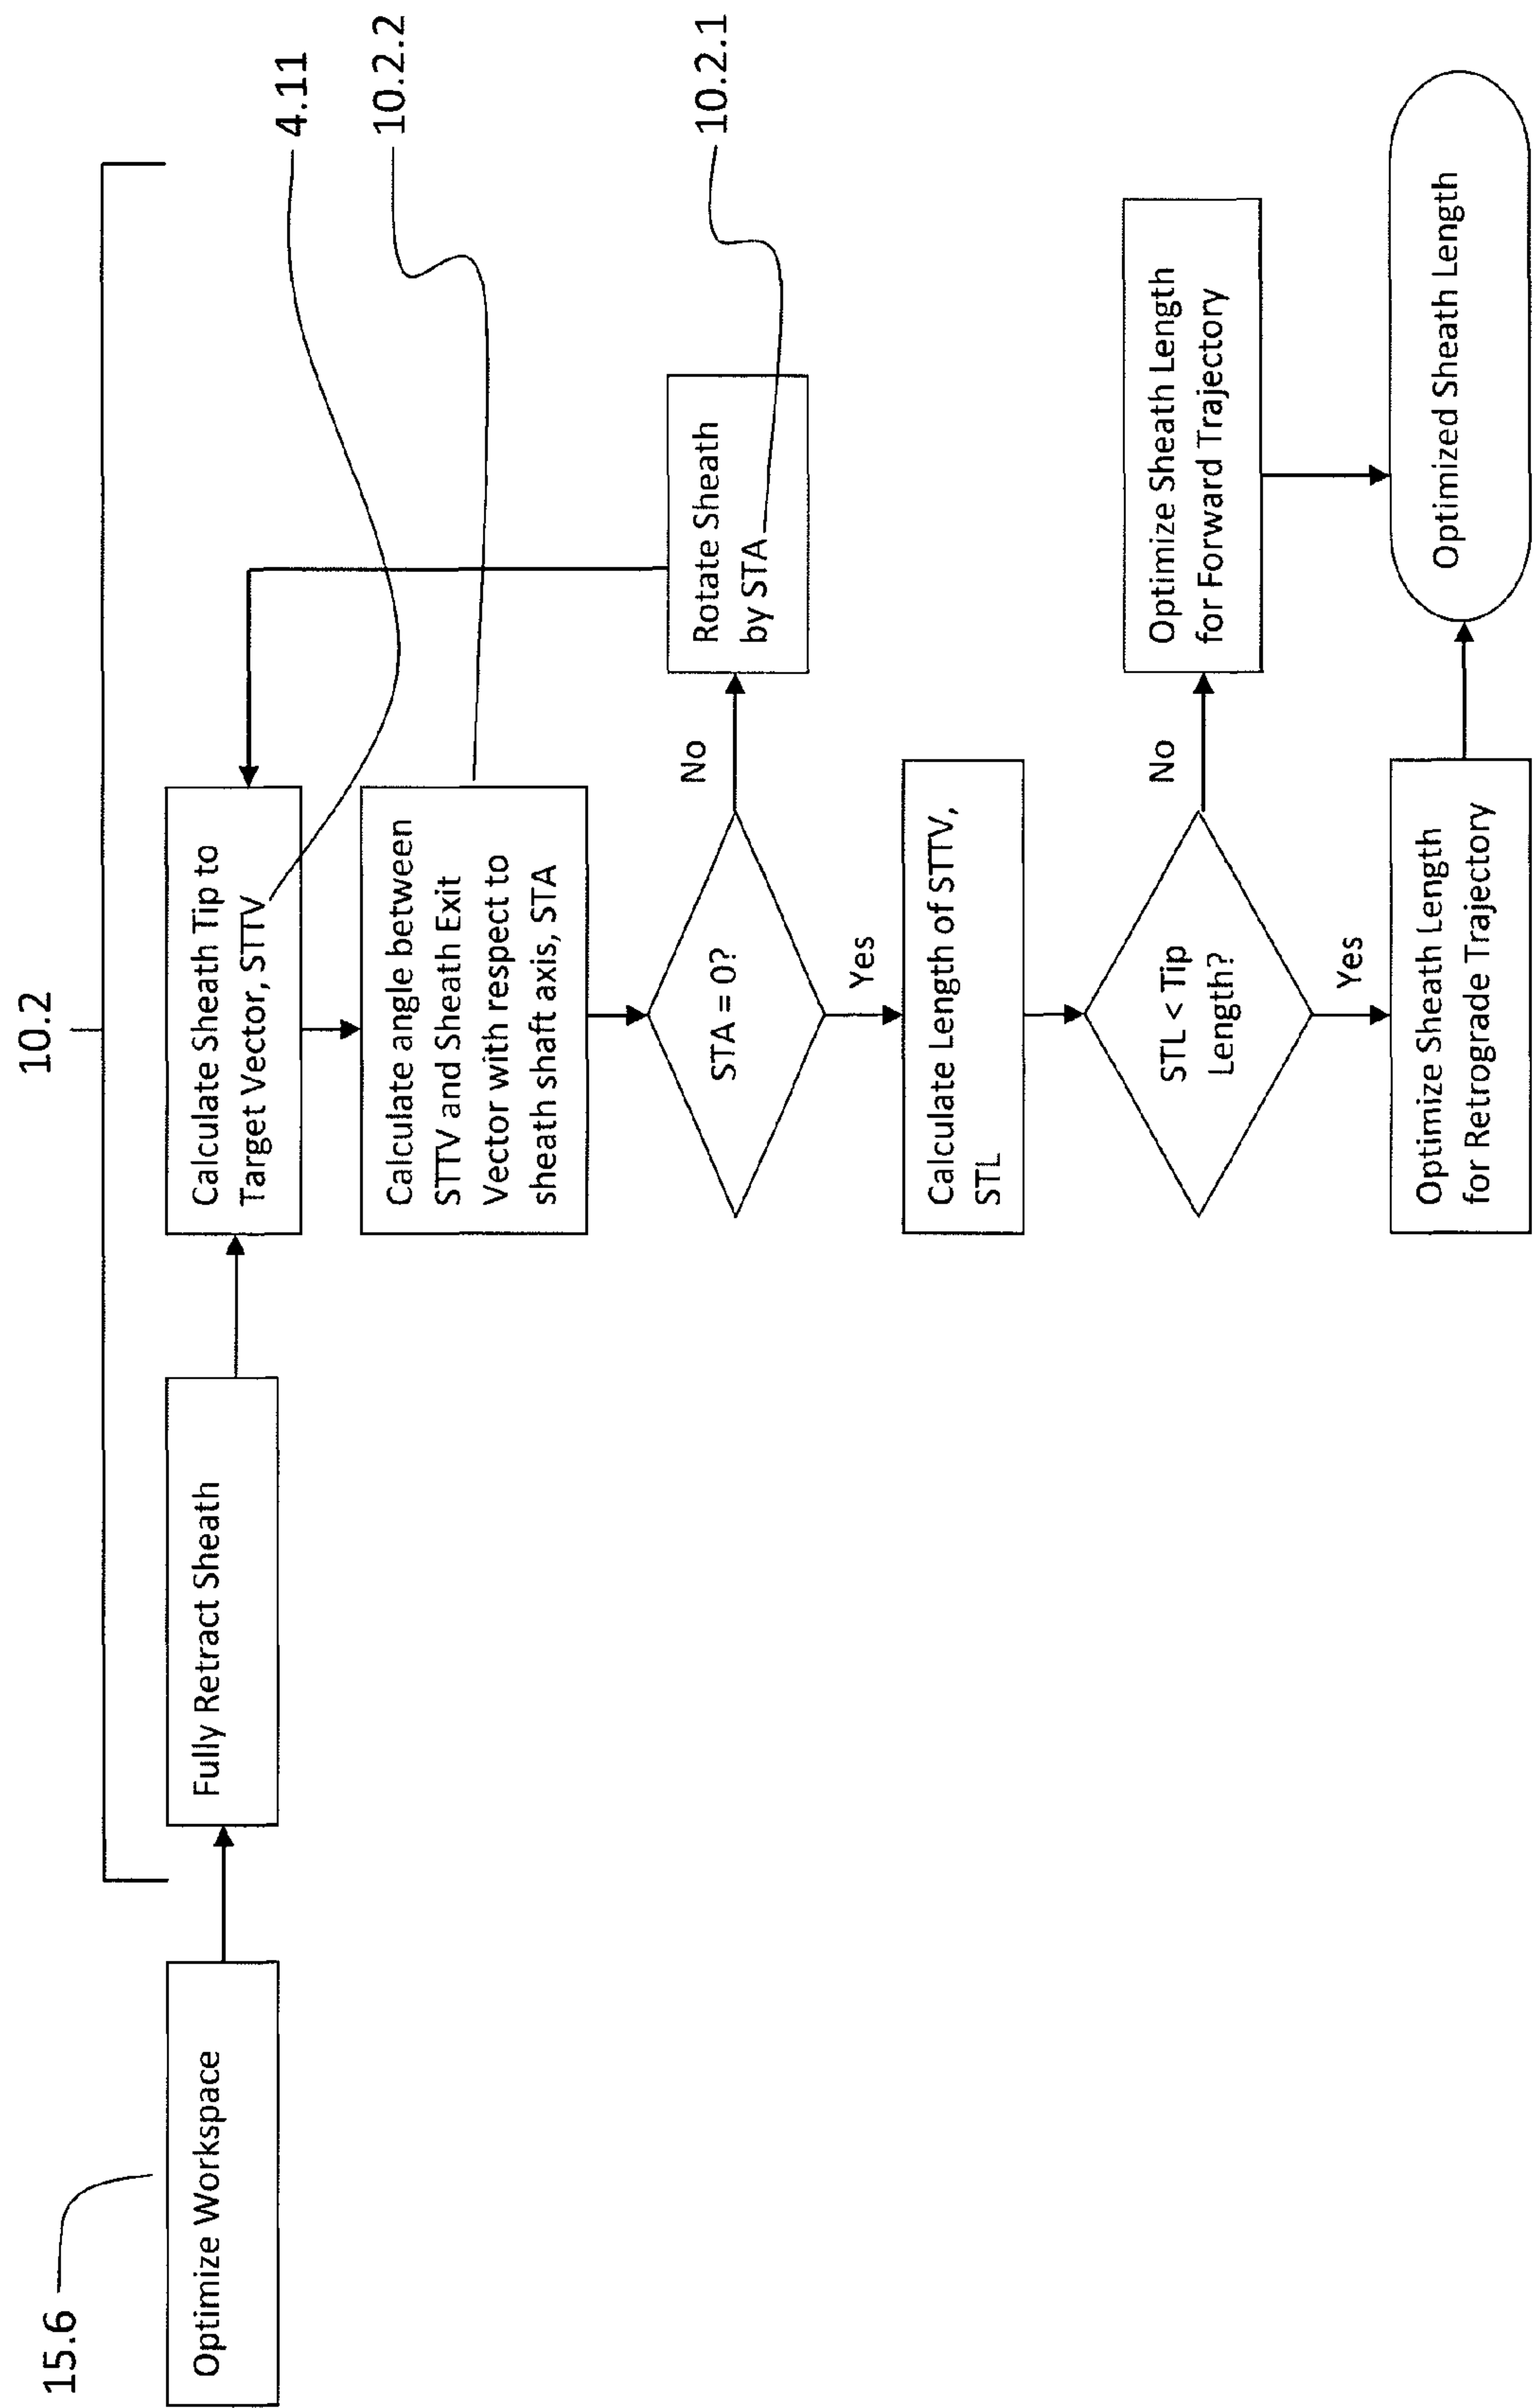 10.2
15.6
Optimize Workspace
Fully Retract Sheath
Calculate Sheath Tip to
Target Vector, STTV
4.11
Calculate angle between
STTV and Sheath Exit
Vector with respect to
sheath shaft axis, STA
10.2.2
STA = 0?
No
Rotate Sheath
by STA
10.2.1
Yes
Calculate Length of STTV,
STL
STL < Tip
Length?
No
Optimize Sheath Length
for Forward Trajectory
Yes
Optimize Sheath Length
for Retrograde Trajectory
Optimized Sheath Length